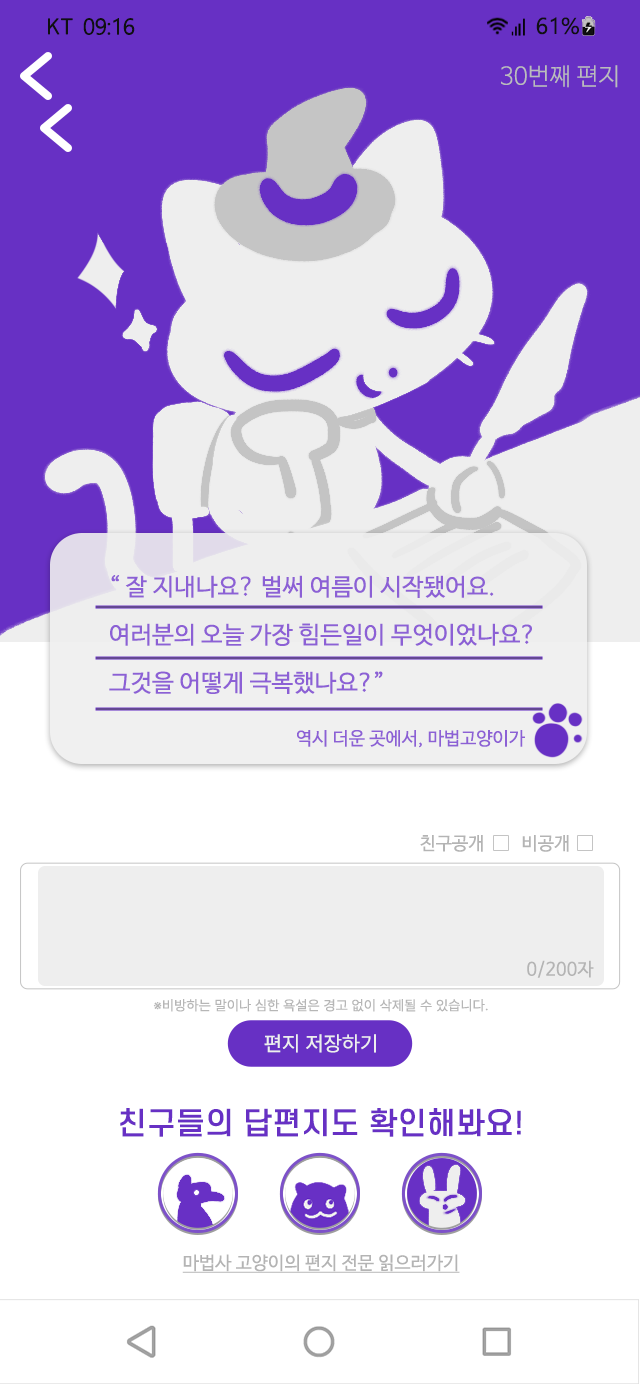 KT 09:16
61%
30번째 편지
“ 잘 지내나요? 벌써 여름이 시작됐어요.
여러분의 오늘 가장 힘든일이 무엇이었나요?
그것을 어떻게 극복했나요?”
역시 더운 곳에서, 마법고양이가
친구공개 비공개
0/200자
※비방하는 말이나 심한 욕설은 경고 없이 삭제될 수 있습니다.
편지 저장하기
친구들의 답편지도 확인해봐요!
마법사 고양이의 편지 전문 읽으러가기